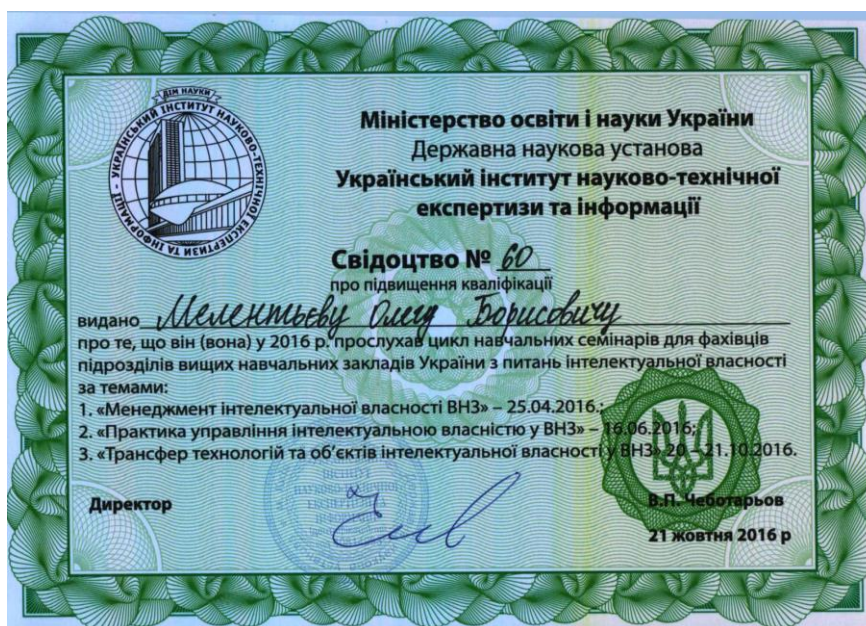 ДІМ НАУКИ
УКРАЇНСЬКИЙ ІНСТИТУТ НАУКОВО-ТЕХНІЧНОЇ ЕКСПЕРТИЗИ ТА ІНФОРМАЦІЇ
Міністерство освіти і науки України
Державна наукова установа
Український інститут науково-технічної
експертизи та інформації
Свідоцтво № 60
про підвищення кваліфікації
видано Мелентьєву Олегу Борисовичу
про те, що він (вона) у 2016 р. прослухав цикл навчальних семінарів для фахівців
підрозділів вищих навчальних закладів України з питань інтелектуальної власності
за темами:
1. «Менеджмент інтелектуальної власності ВНЗ» – 25.04.2016.;
2. «Практика управління інтелектуальною власністю у ВНЗ» – 16.06.2016;
3. «Трансфер технологій та об’єктів інтелектуальної власності у ВНЗ» 20 – 21.10.2016.
Директор
В.П. Чеботарьов
21 жовтня 2016 р